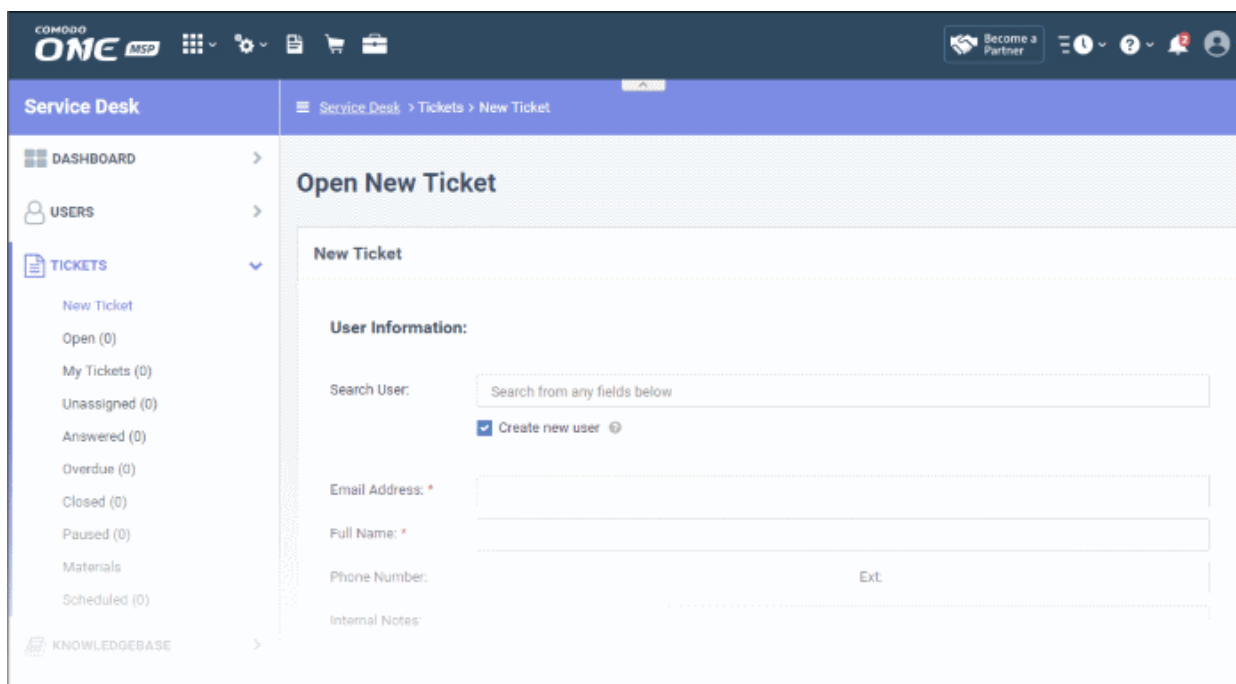 COMODO
ONE MSP
Become a
Partner
2
Service Desk
Service Desk > Tickets > New Ticket
DASHBOARD
USERS
TICKETS
New Ticket
Open (0)
My Tickets (0)
Unassigned (0)
Answered (0)
Overdue (0)
Closed (0)
Paused (0)
Materials
Scheduled (0)
KNOWLEDGEBASE
Open New Ticket
New Ticket
User Information:
Search User: Search from any fields below
Create new user
Email Address: *
Full Name: *
Phone Number: Ext:
Internal Notes: